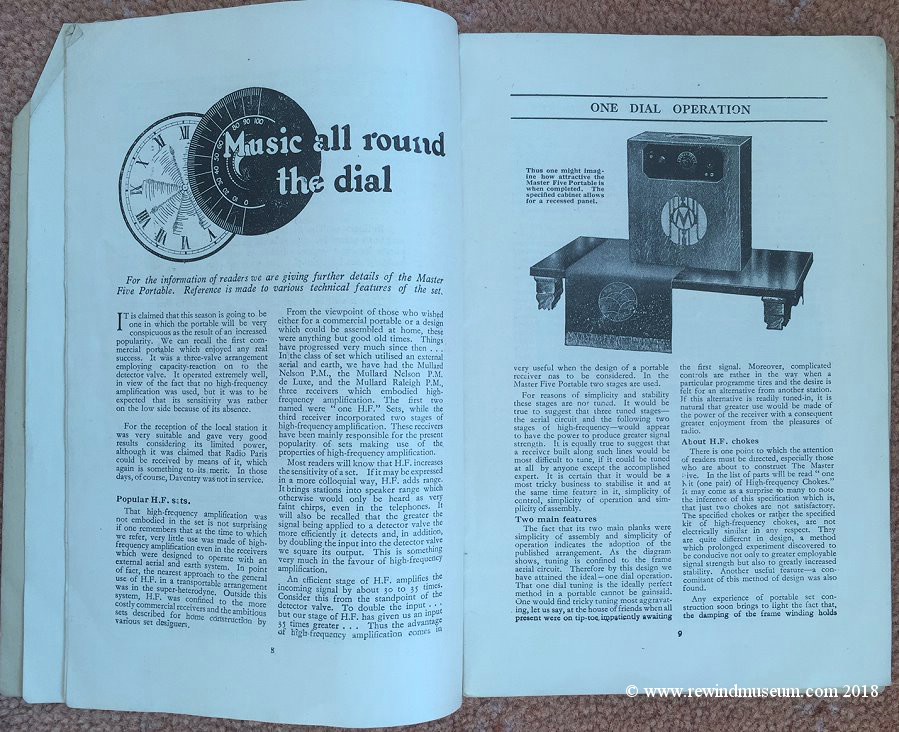 Music all round
the dial
For the information of readers we are giving further details of the Master
Five Portable. Reference is made to various technical features of the set.
IT is claimed that this season is going to be
one in which the portable will be very
conspicuous as the result of an increased
popularity. We can recall the first com-
mercial portable which enjoyed any real
success. It was a three-valve arrangement
employing capacity-reaction on to the
detector valve. It operated extremely well,
in view of the fact that no high-frequency
amplification was used, but it was to be
expected that its sensitivity was rather
on the low side because of its absence.
For the reception of the local station it
was very suitable and gave very good
results considering its limited power,
although it was claimed that Radio Paris
could be received by means of it, which
again is something to its merit. In those
days, of course, Daventry was not in service.
Popular H.F. sets.
That high-frequency amplification was
not embodied in the set is not surprising
if one remembers that at the time to which
we refer, very little use was made of high-
frequency amplification even in the receivers
which were designed to operate with an
external aerial and earth system. In point
of fact, the nearest approach to the general
use of H.F. in a transportable arrangement
was in the super-heterodyne. Outside this
system, H.F. was confined to the more
costly commercial receivers and the ambitious
sets described for home construction by
various set designers.
From the viewpoint of those who wished
either for a commercial portable or a design
which could be assembled at home, these
were anything but good old times. Things
have progressed very much since then . .
In the class of set which utilised an external
aerial and earth, we have had the Mullard
Nelson P.M., the Mullard Nelson P.M.
de Luxe, and the Mullard Raleigh P.M.,
three receivers which embodied high-
frequency amplification. The first two
named were "one H.F." Sets, while the
third receiver incorporated two stages of
high-frequency amplification. These receivers
have been mainly responsible for the present
popularity of sets making use of the
properties of high-frequency amplification.
Most readers will know that H.F. increases
the sensitivity of a set. If it may be expressed
in a more colloquial way, H.F. adds range.
It brings stations into speaker range which
otherwise would only be heard as very
faint chirps, even in the telephones. It
will also be recalled that the greater the
signal being applied to a detector valve the
more efficiently it detects and, in addition,
by doubling the input into the detector valve
we square its output. This is something
very much in the favour of high-frequency
amplification.
An efficient stage of H.F. amplifies the
incoming signal by about 30 to 35 times.
Consider this from the standpoint of the
detector valve. To double the input . . .
but our stage of H.F. has given us an input
35 times greater . . . Thus the advantage
of high-frequency amplification comes in
8
ONE DIAL OPERATION
Thus one might imag-
ine how attractive the
Master Five Portable is
when completed. The
specified cabinet allows
for a recessed panel.
very useful when the design of a portable
receiver has to be considered. In the
Master Five Portable two stages are used.
For reasons of simplicity and stability
these stages are not tuned. It would be
true to suggest that three tuned stages—
the aerial circuit and the following two
stages of high-frequency—would appear
to have the power to produce greater signal
strength. It is equally true to suggest that
a receiver built along such lines would be
most difficult to tune, if it could be tuned
at all by anyone except the accomplished
expert. It is certain that it would be a
most tricky business to stabilise it and at
the same time feature in it, simplicity of
control, simplicity of operation and sim-
plicity of assembly.
Two main features
The fact that its two main planks were
simplicity of assembly and simplicity of
operation indicates the adoption of the
published arrangement. As the diagram
shows, tuning is confined to the frame
aerial circuit. Therefore by this design we
have attained the ideal—one dial operation.
That one dial tuning is the ideally perfect
method in a portable cannot be gainsaid.
One would find tricky tuning most aggravat-
ing, let us say, at the house of friends when all
present were on tip-toe, impatiently awaiting
the first signal. Moreover, complicated
controls are rather in the way when a
particular programme tires and the desire is
felt for an alternative from another station.
If this alternative is readily tuned-in, it is
natural that greater use would be made of
the power of the receiver with a consequent
greater enjoyment from the pleasures of
radio.
About H.F. chokes
There is one point to which the attention
of readers must be directed, especially those
who are about to construct The Master
Five. In the list of parts will be read "one
kit (one pair) of High-frequency Chokes."
It may come as a surprise to many to note
the inference of this specification which is,
that just two chokes are not satisfactory.
The specified chokes or rather the specified
kit of high-frequency chokes, are not
electrically similar in any respect. They
are quite different in design, a method
which prolonged experiment discovered to
be conducive not only to greater employable
signal strength but also to greatly increased
stability. Another useful feature—a con-
comitant of this method of design was also
found.
Any experience of portable set con-
struction soon brings to light the fact that,
the damping of the frame winding holds
9
© www.rewindmuseum.com 2018